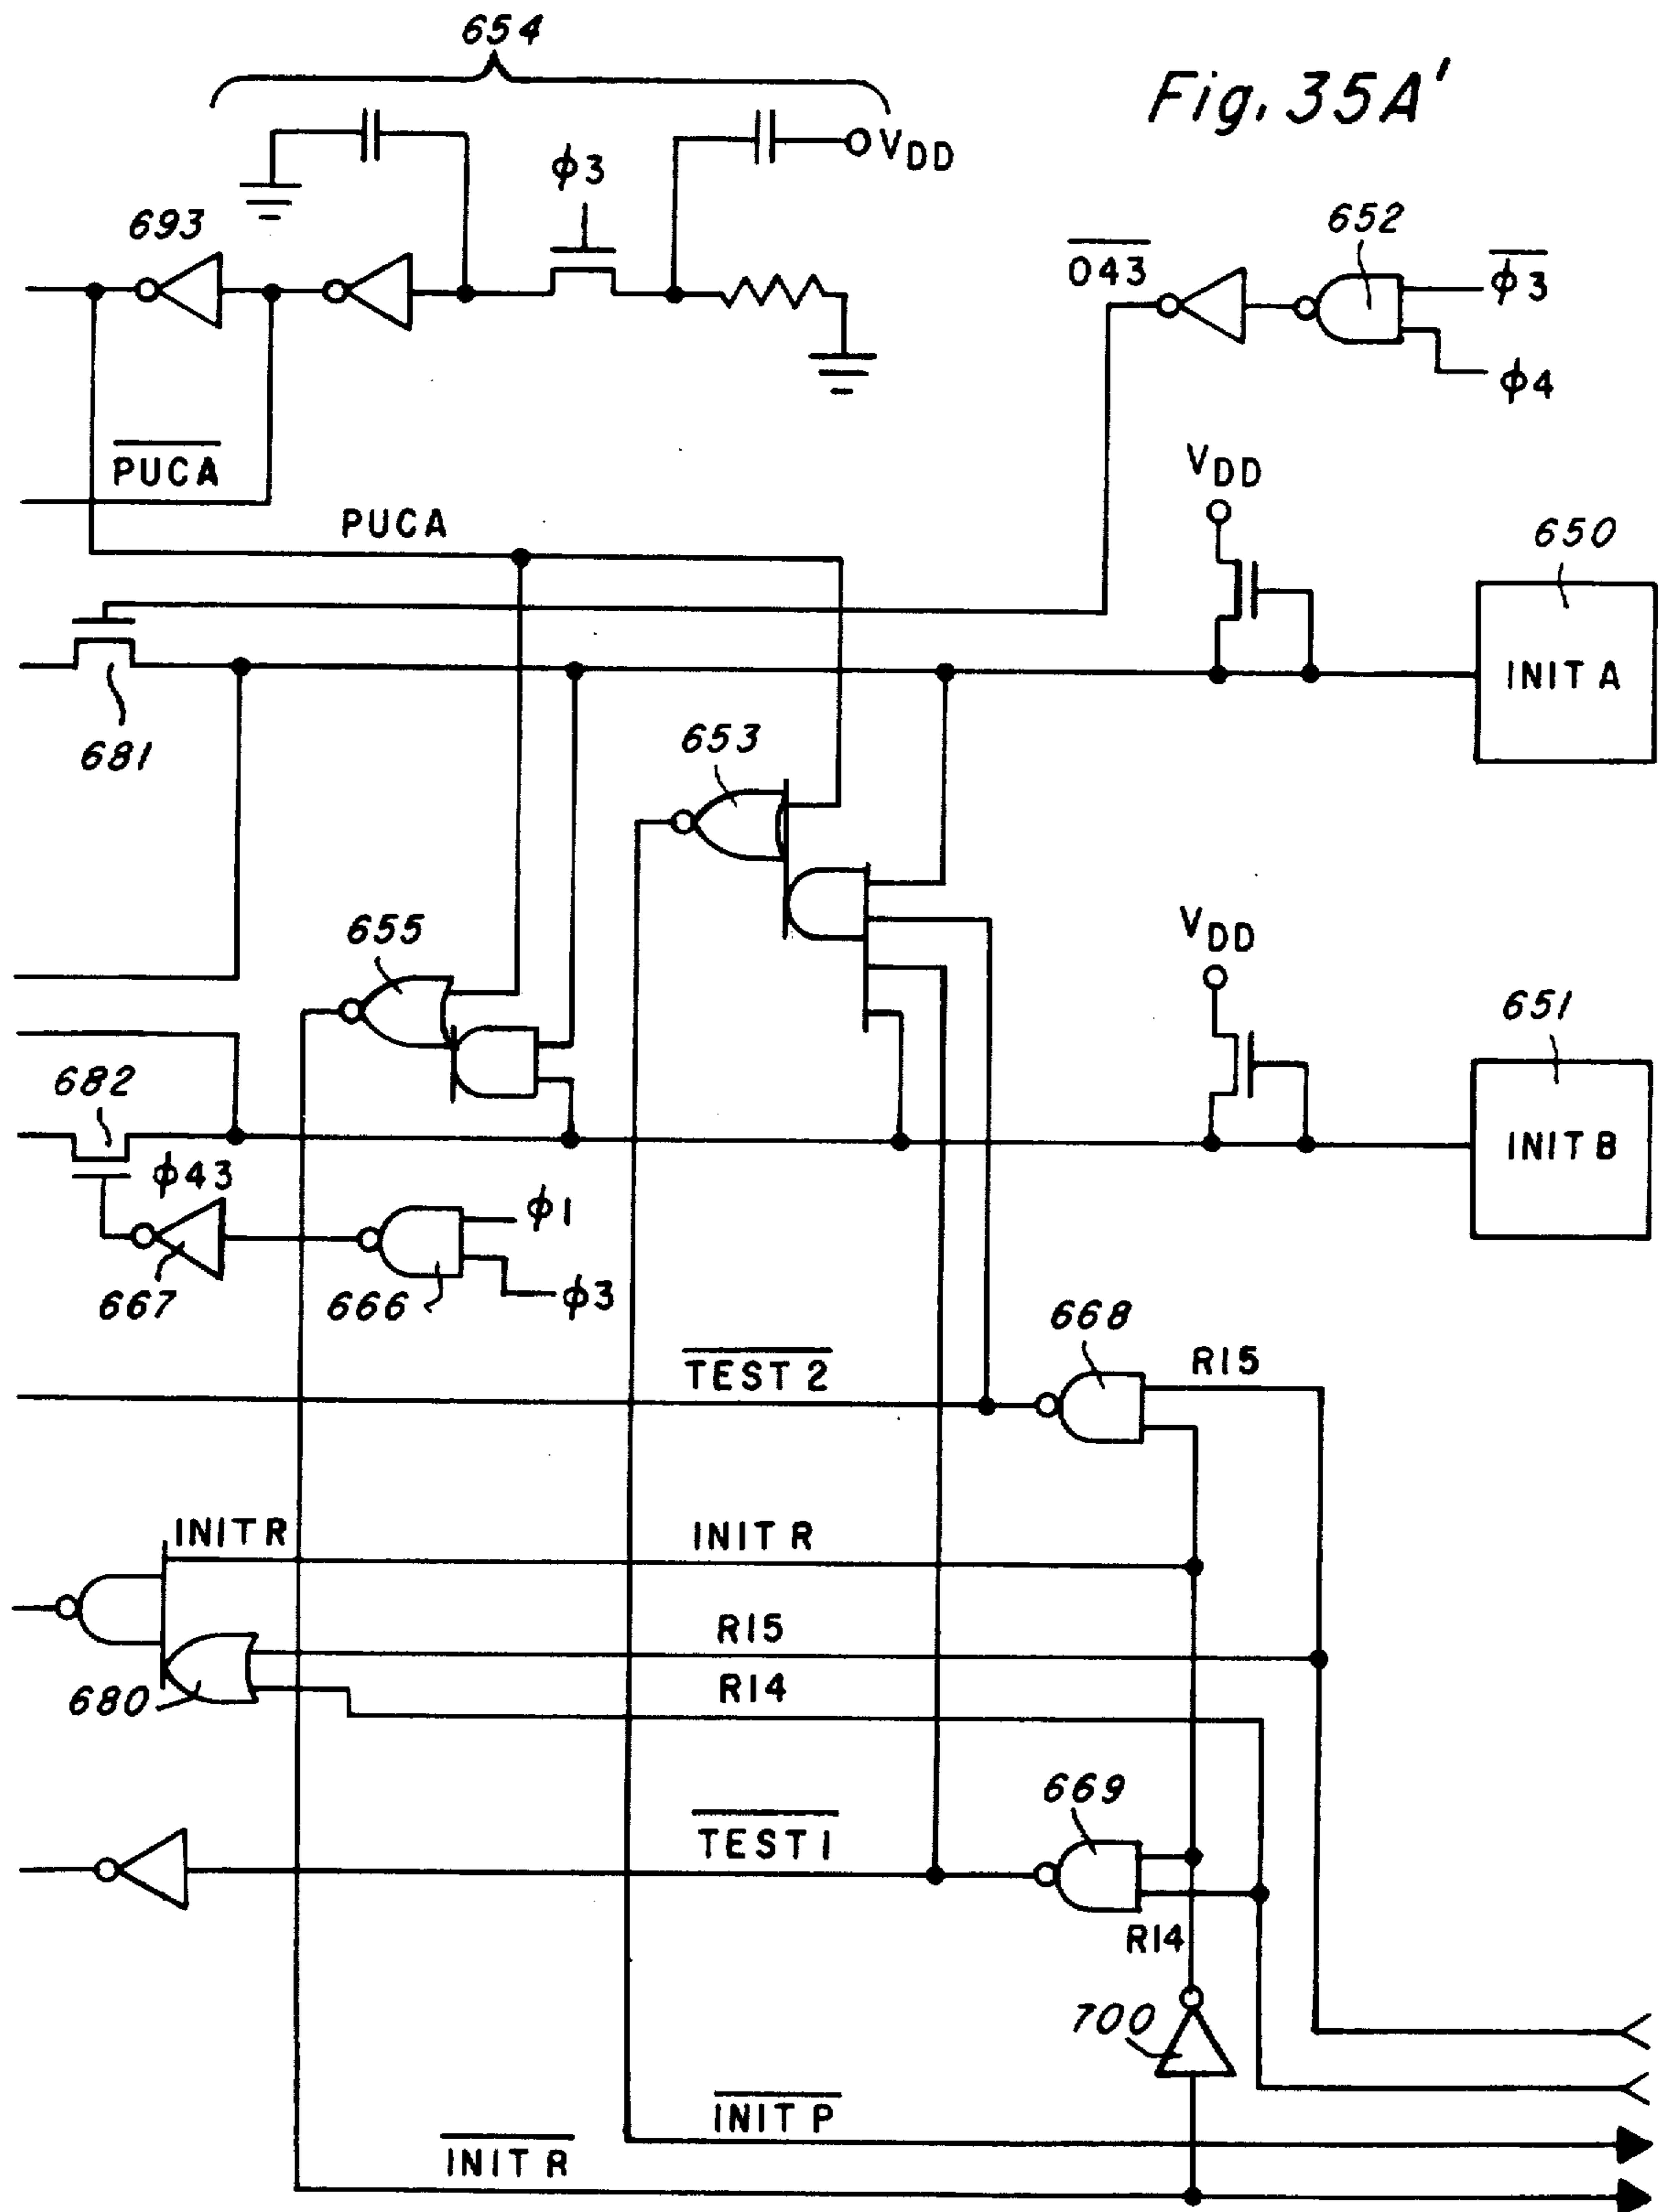 654
Fig. 35A'
VDD
ϕ3
693
652
O43
ϕ3
ϕ4
PUCA
VDD
PUCA
650
INIT A
681
653
VDD
655
651
682
INIT B
ϕ43
ϕ1
667
666
ϕ3
668
TEST 2
R15
INIT R
INIT R
R15
R14
680
669
TEST 1
R14
700
INIT P
INIT R